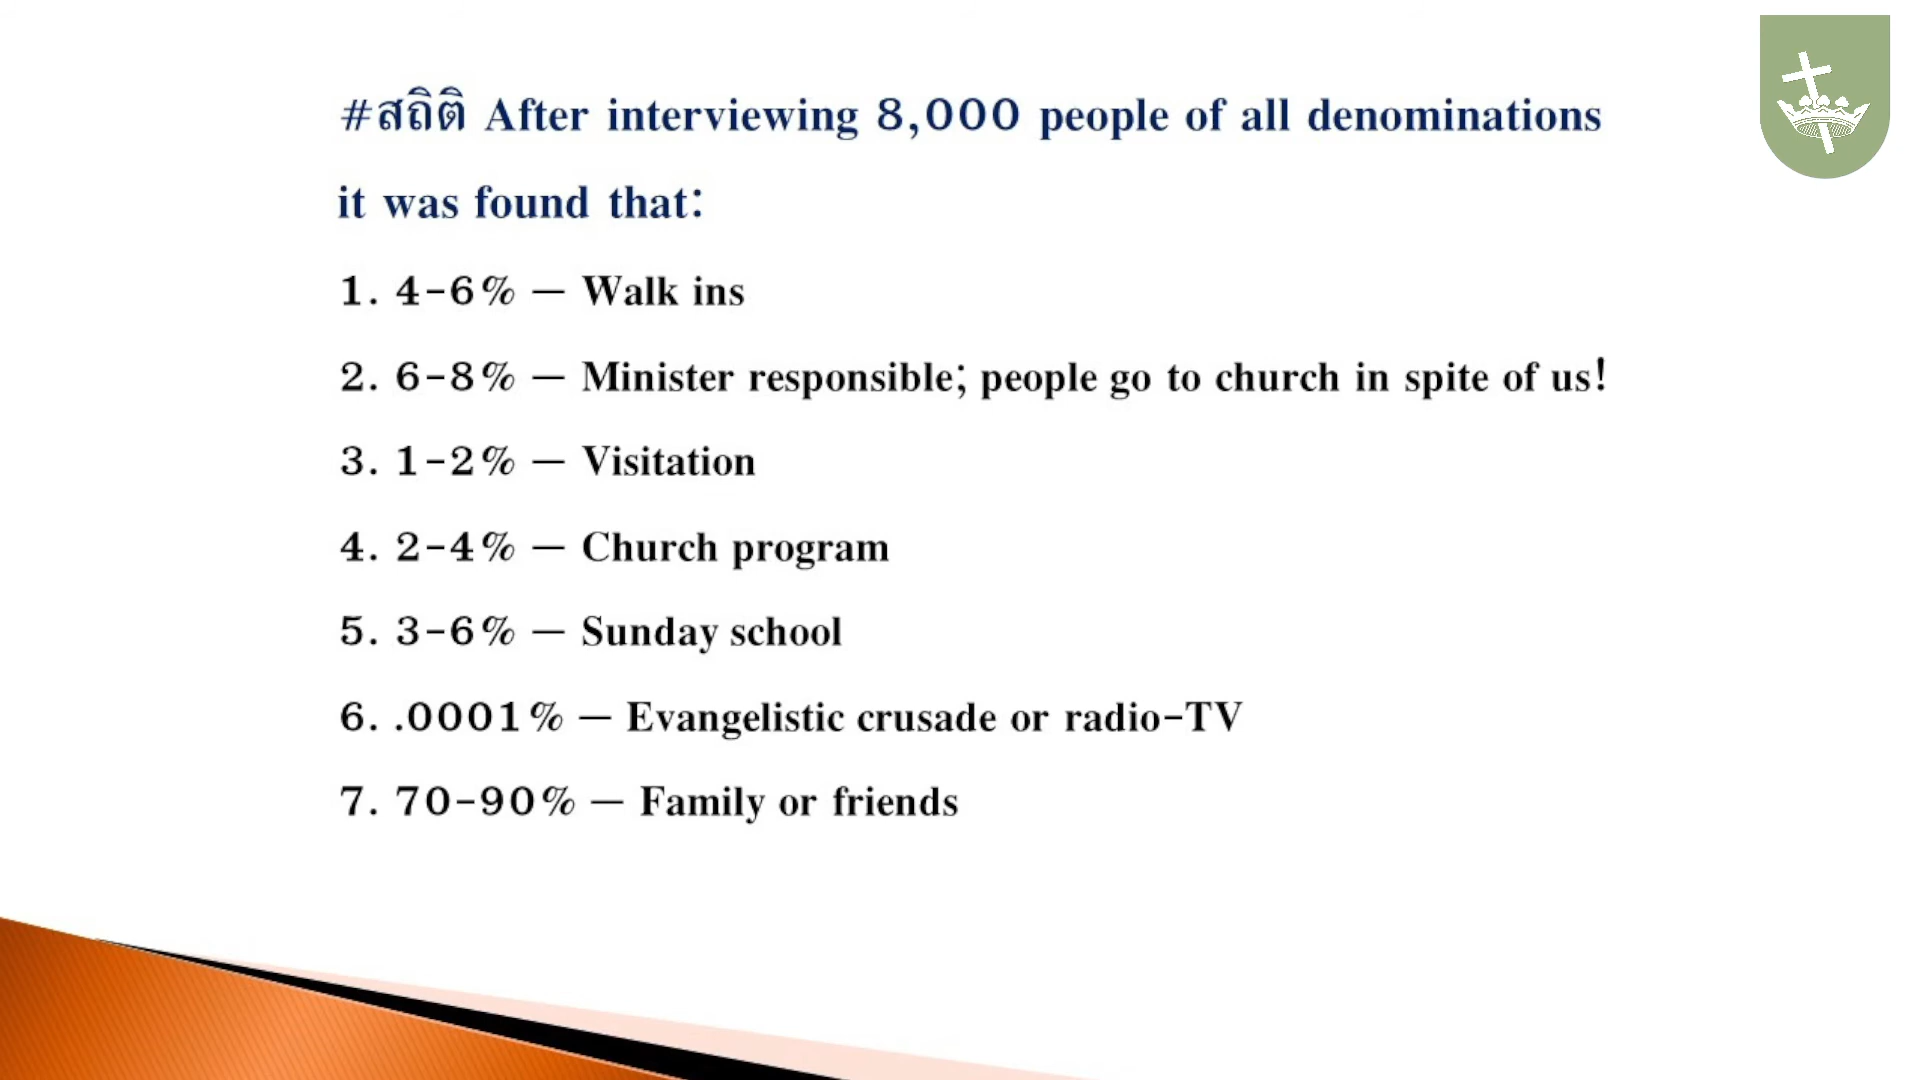 #สถิติ After interviewing 8,000 people of all denominations
it was found that:
1. 4-6% — Walk ins
2. 6-8% — Minister responsible; people go to church in spite of us!
3. 1-2% — Visitation
4. 2-4% — Church program
5. 3-6% — Sunday school
6. .0001% — Evangelistic crusade or radio-TV
7. 70-90% — Family or friends